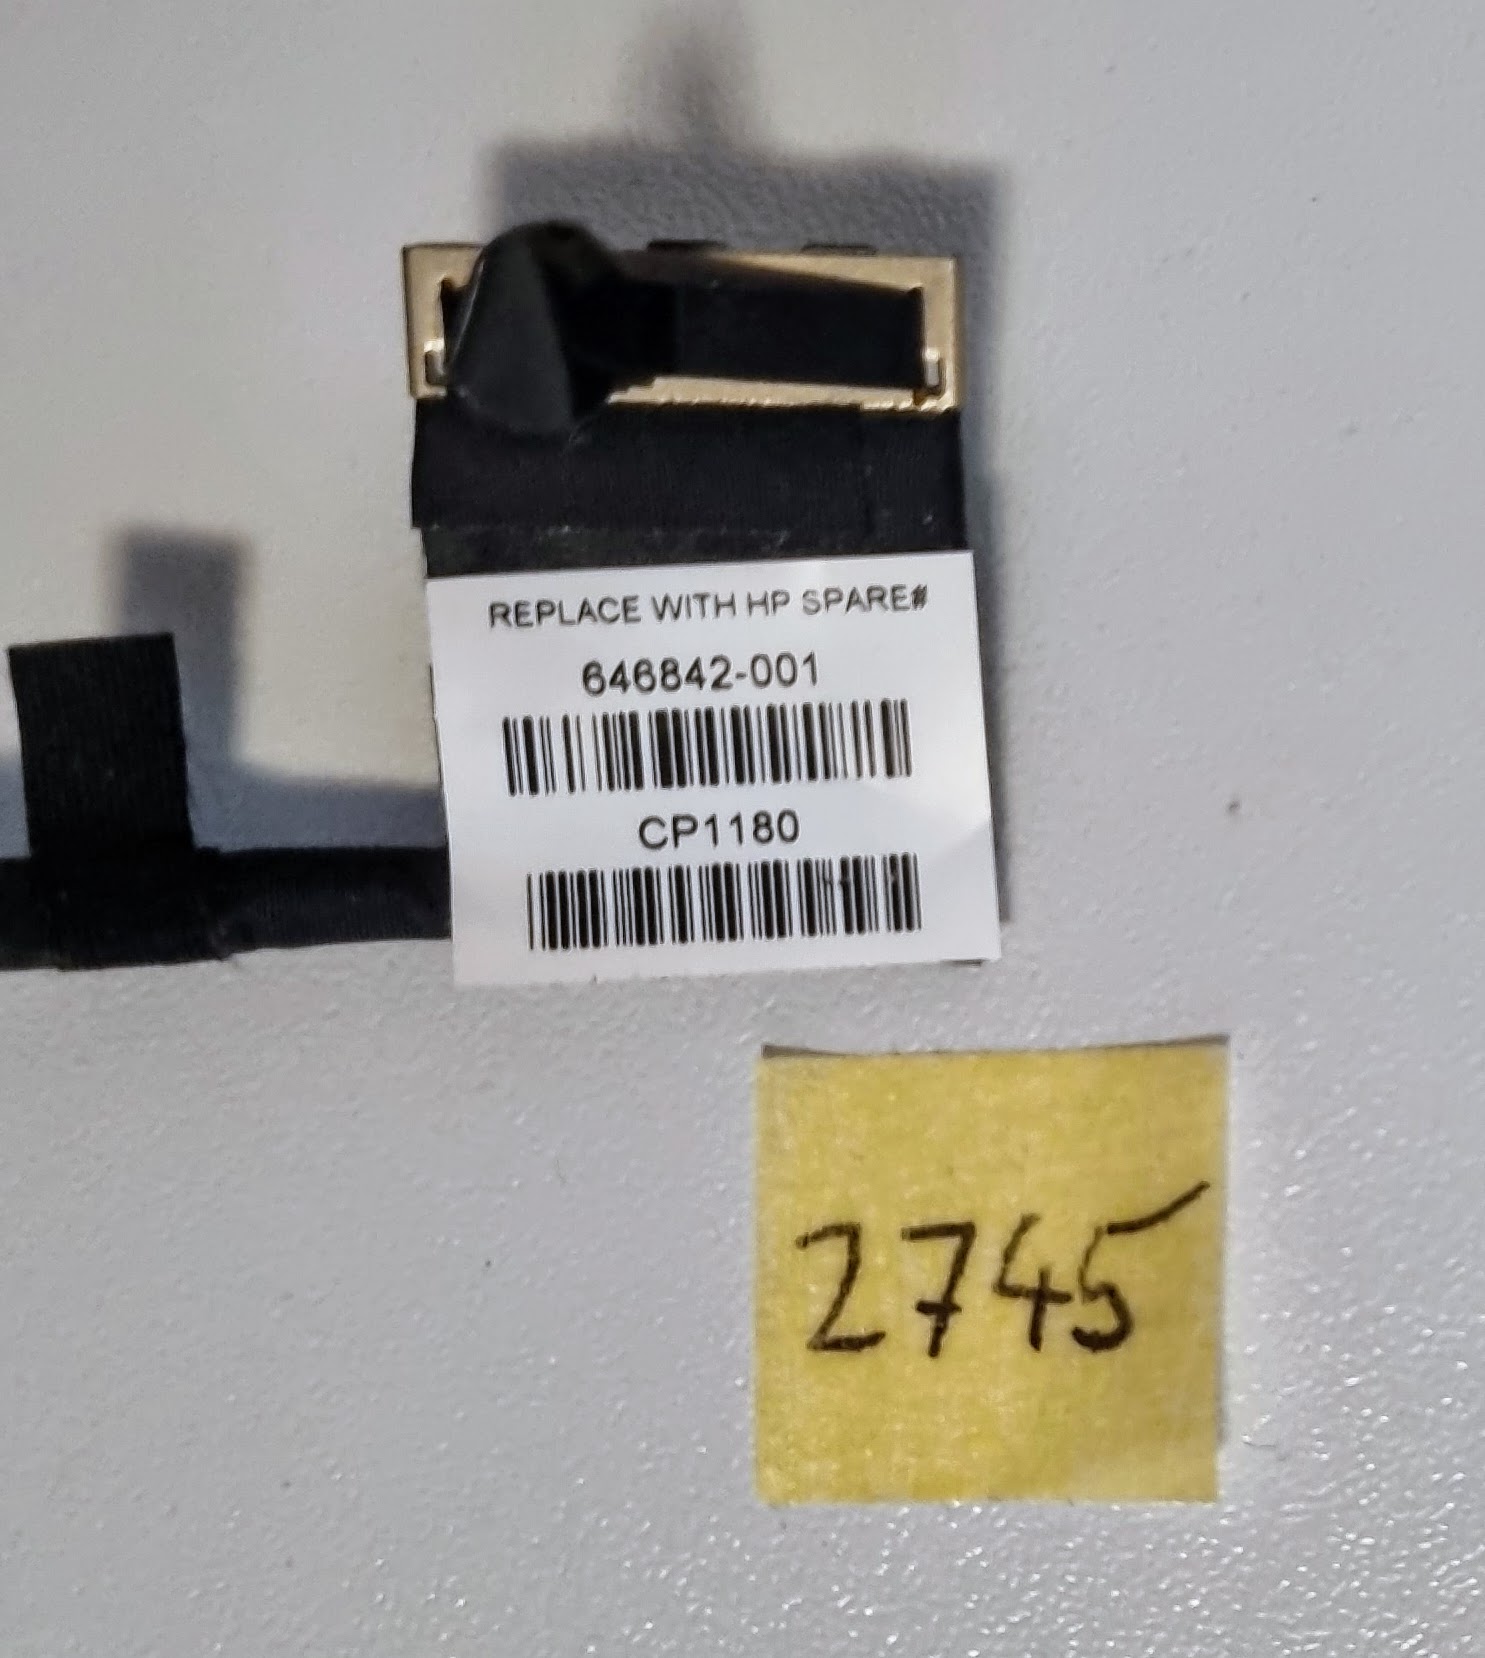 REPLACE WITH HP SPARE#
646842-001
CP1180
2745